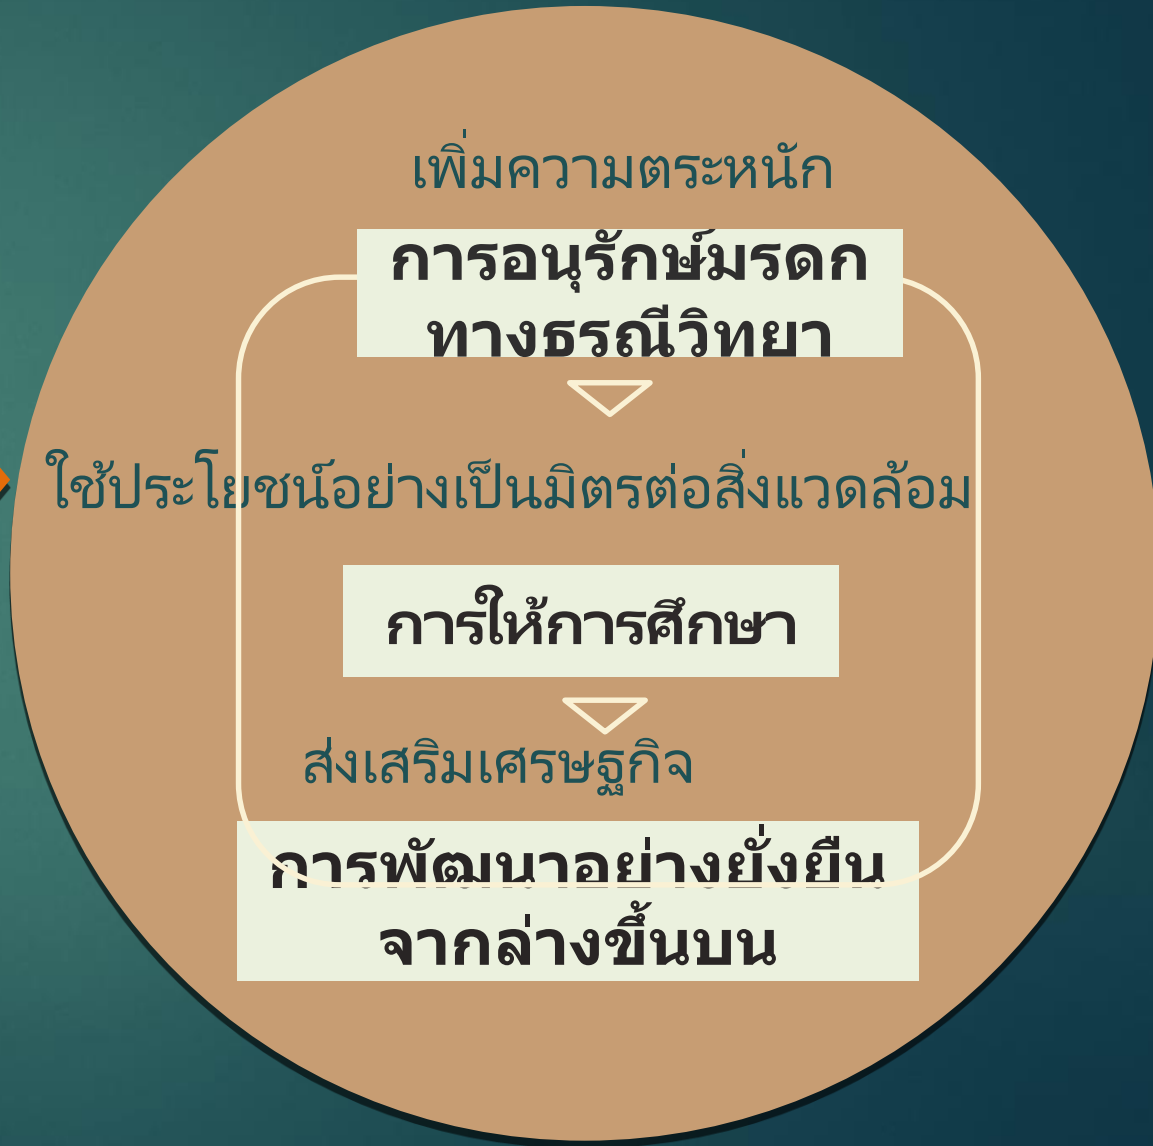 เพิ่มความตระหนัก
การอนุรักษ์มรดก
ทางธรณีวิทยา
ใช้ประโยชน์อย่างเป็นมิตรต่อสิ่งแวดล้อม
การให้การศึกษา
ส่งเสริมเศรษฐกิจ
การพัฒนาอย่างยั่งยืน
จากล่างขึ้นบน